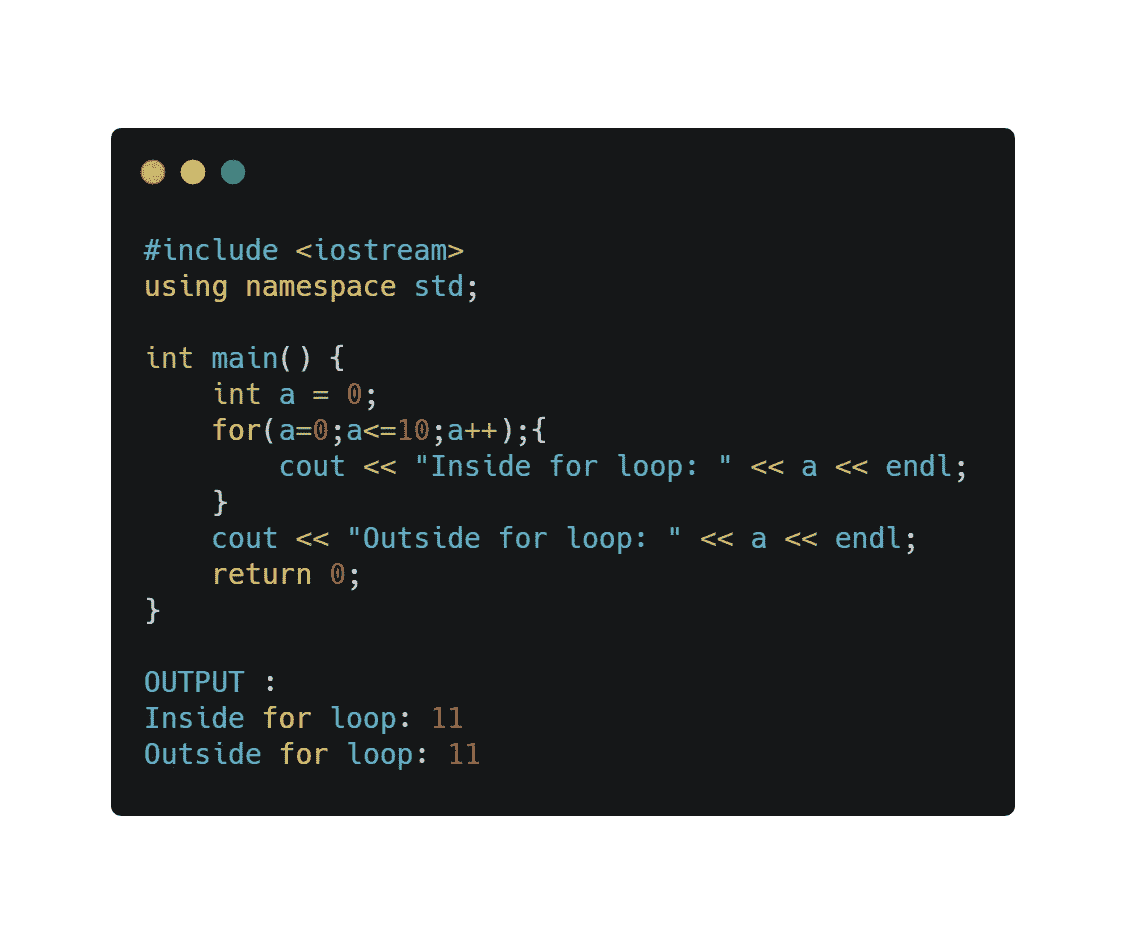 #include <iostream>
using namespace std;
int main() {
int a = 0;
for(a=0;a<=10;a++);{
cout << "Inside for loop: " << a << endl;
}
cout << "Outside for loop: " << a << endl;
return 0;
}
OUTPUT :
Inside for loop: 11
Outside for loop: 11